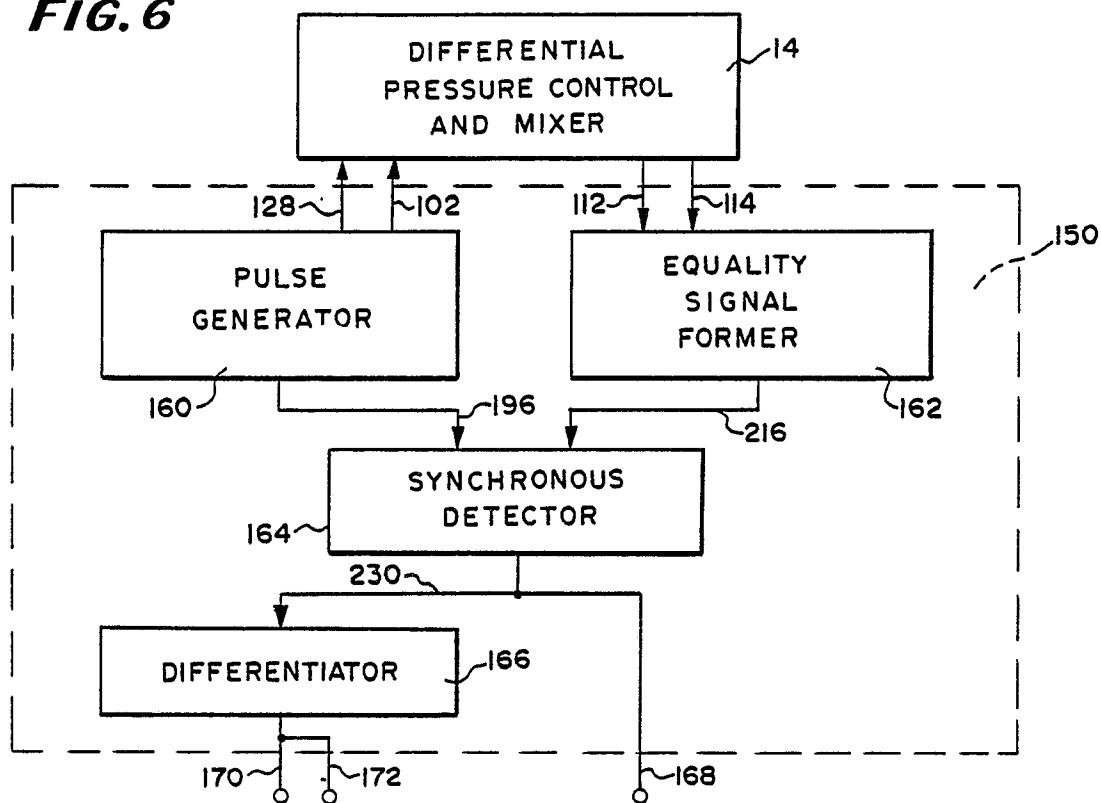 FIG. 6
DIFFERENTIAL
PRESSURE CONTROL
AND MIXER
14
128
102
112
114
150
PULSE
GENERATOR
EQUALITY
SIGNAL
FORMER
160
196
216
162
SYNCHRONOUS
DETECTOR
164
230
DIFFERENTIATOR
166
170
172
168